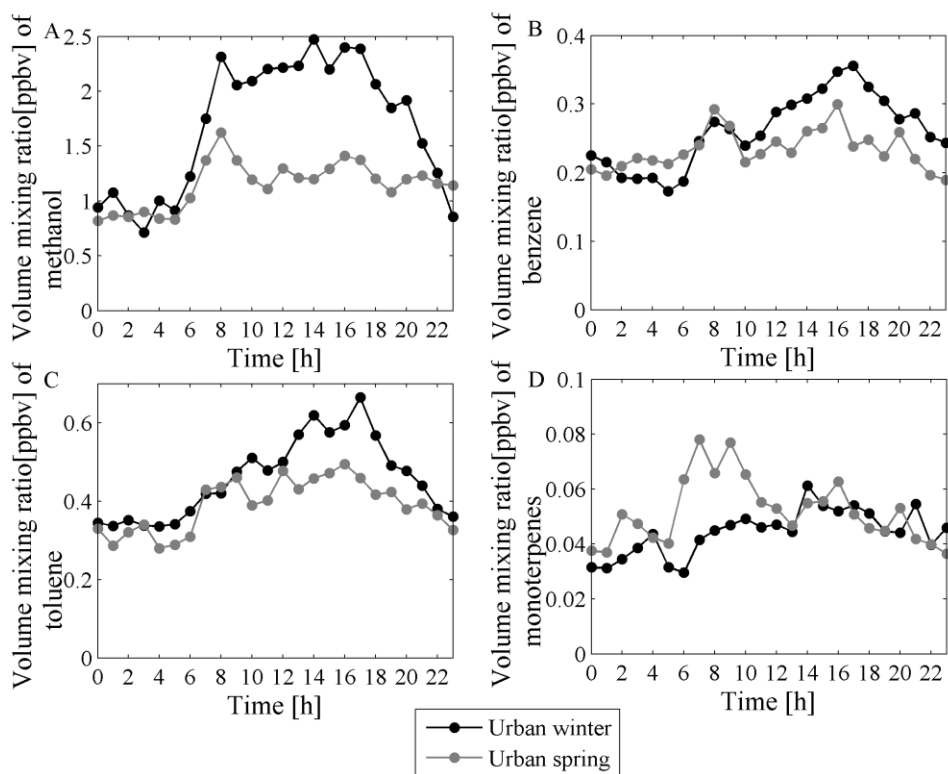 A
Volume mixing ratio[ppbv] of
methanol
2.5
2
1.5
1
0.5
0
0 2 4 6 8 10 12 14 16 18 20 22
Time [h]
B
Volume mixing ratio[ppbv] of
benzene
0.4
0.3
0.2
0.1
0
0 2 4 6 8 10 12 14 16 18 20 22
Time [h]
C
Volume mixing ratio[ppbv] of
toluene
0.6
0.4
0.2
0
0 2 4 6 8 10 12 14 16 18 20 22
Time [h]
D
Volume mixing ratio[ppbv] of
monoterpenes
0.1
0.08
0.06
0.04
0.02
0
0 2 4 6 8 10 12 14 16 18 20 22
Time [h]
Urban winter
Urban spring